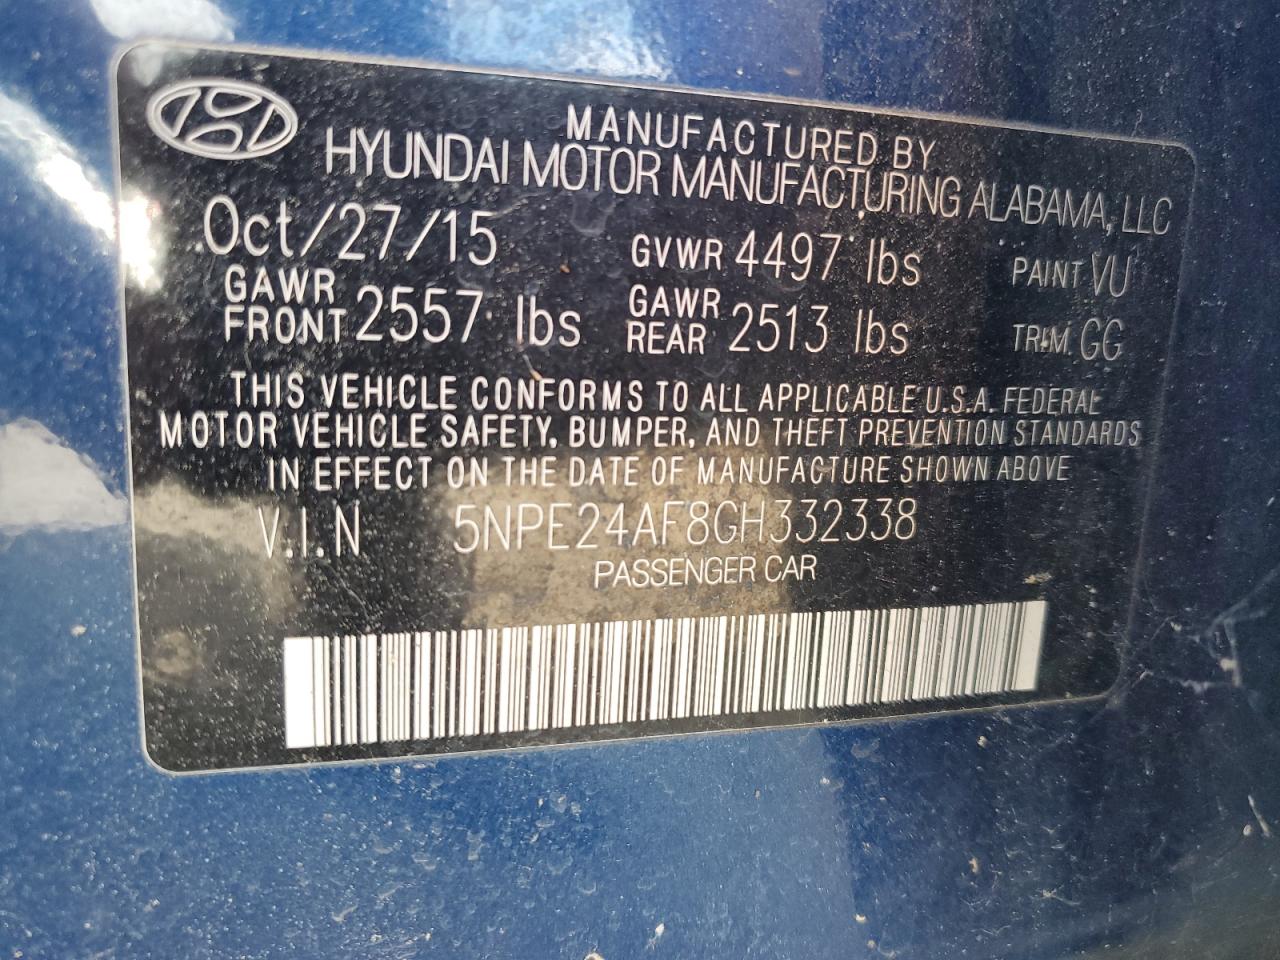 MANUFACTURED BY
HYUNDAI MOTOR MANUFACTURING ALABAMA, LLC
Oct/27/15 GVWR 4497 lbs PAINT VU
GAWR FRONT 2557 lbs GAWR REAR 2513 lbs TRIM GG
THIS VEHICLE CONFORMS TO ALL APPLICABLE U.S.A. FEDERAL
MOTOR VEHICLE SAFETY, BUMPER, AND THEFT PREVENTION STANDARDS
IN EFFECT ON THE DATE OF MANUFACTURE SHOWN ABOVE
V.I.N 5NPE24AF8GH332338
PASSENGER CAR